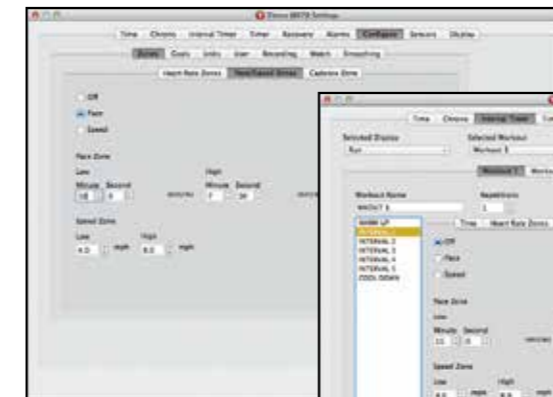 Settings
Time Chrono Interval Timer Timer Recovery Alarms Configure Sensors Display
Zones Goals Units User Recording Watch Smoothing
Heart Rate Zones Pace/Speed Zones Cadence Zone
Off
Pace
Speed
Pace Zone
Low High
Minute Second Minute Second
10 0 7 30
Speed Zone
Low High
4.0 mph 8.0 mph
Time Chrono Interval Timer
Selected Display Selected Workout
Run Workout 1
Workout 1
Workout Name Repetitions
WKOUT 1 1
WARM UP
INTERVAL 1
INTERVAL 2
INTERVAL 3
INTERVAL 4
INTERVAL 5
COOL DOWN
Time Heart Rate Zones
Off
Pace
Speed
Pace Zone
Low
Minute Second
Speed Zone
Low High
mph mph